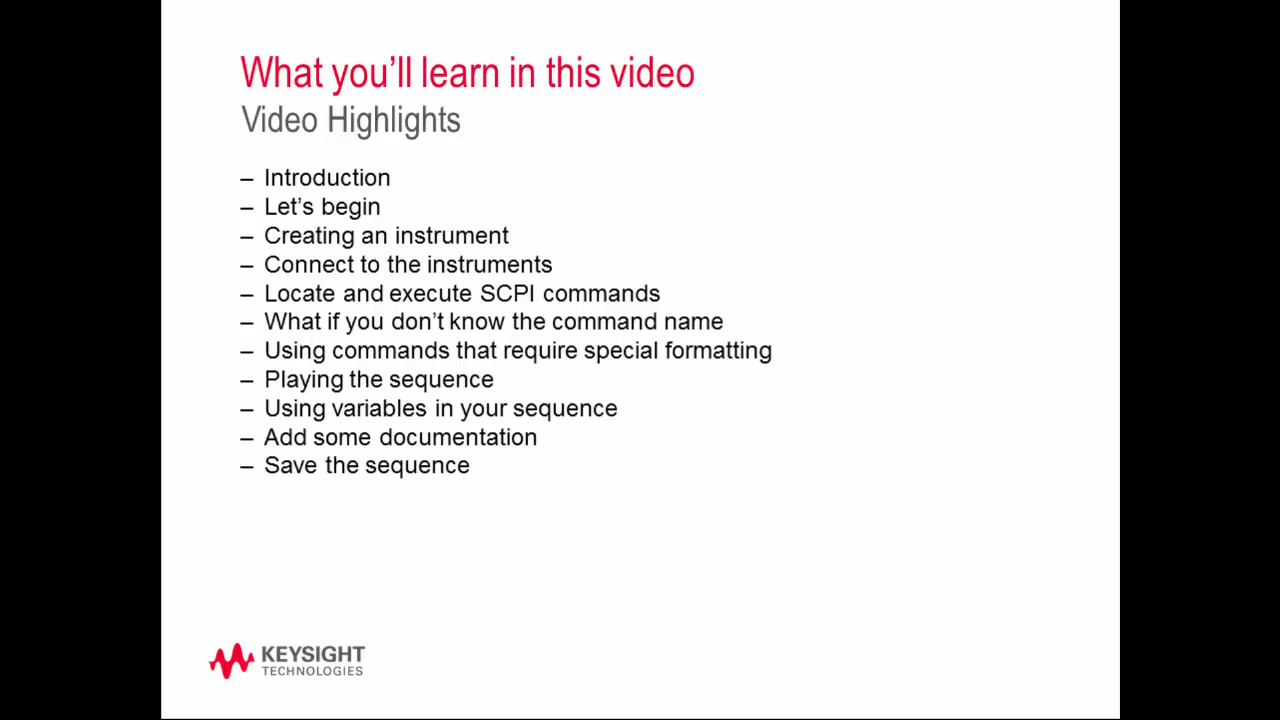 What you’ll learn in this video
Video Highlights
– Introduction
– Let’s begin
– Creating an instrument
– Connect to the instruments
– Locate and execute SCPI commands
– What if you don’t know the command name
– Using commands that require special formatting
– Playing the sequence
– Using variables in your sequence
– Add some documentation
– Save the sequence
KEYSIGHT
TECHNOLOGIES